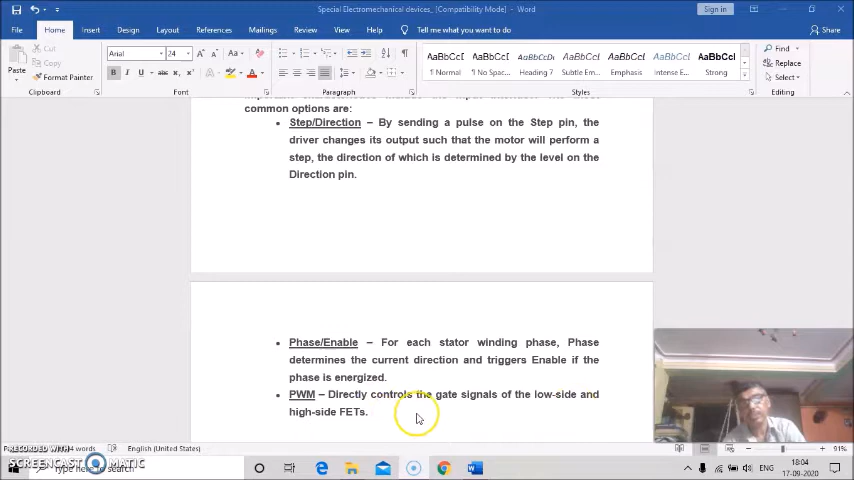 Special Electromechanical devices_ [Compatibility Mode] - Word
Sign in
File Home Insert Design Layout References Mailings Review View Help Tell me what you want to do Share
Cut
Copy
Format Painter
Paste
Clipboard
Arial 24
B I U
Font
Paragraph
AaBbCcI AaBbCcI AaBbCcI AaBbCcI AaBbCcI AaBbCcI AaBbCcI
¶ Normal ¶ No Spac... Heading 7 Subtle Em... Emphasis Intense E... Strong
Styles
Find
Replace
Select
Editing
common options are:
• Step/Direction – By sending a pulse on the Step pin, the
driver changes its output such that the motor will perform a
step, the direction of which is determined by the level on the
Direction pin.
• Phase/Enable – For each stator winding phase, Phase
determines the current direction and triggers Enable if the
phase is energized.
• PWM – Directly controls the gate signals of the low-side and
high-side FETs.
words
English (United States)
91%
RECORDED WITH
SCREENCAST MATIC
Type here to search
ENG
18:04
17-09-2020